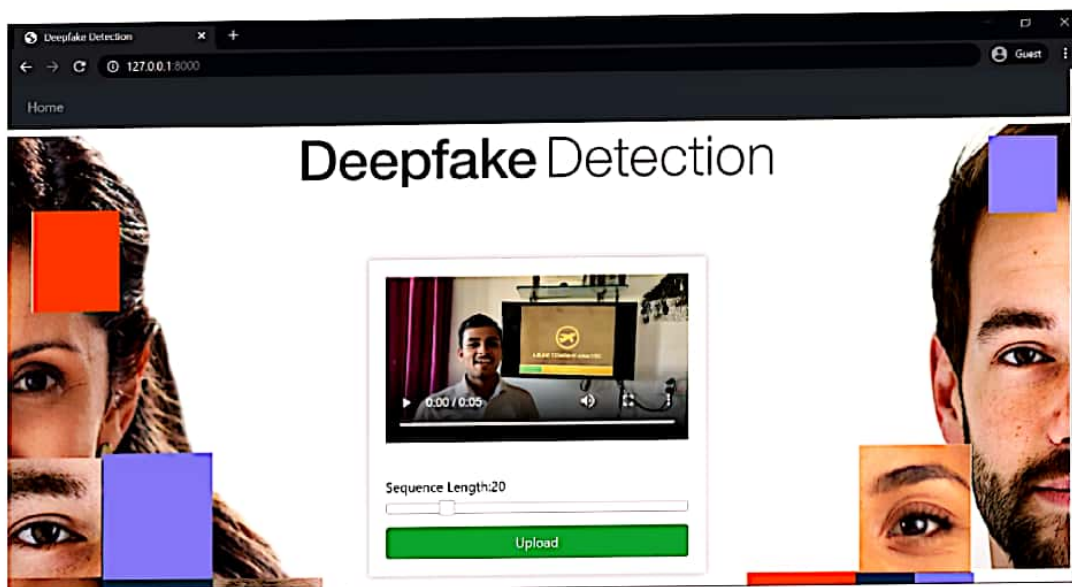 Deepfake Detection
127.0.0.1:8000
Guest
Home
Deepfake Detection
0:00 / 0:05
Sequence Length:20
Upload